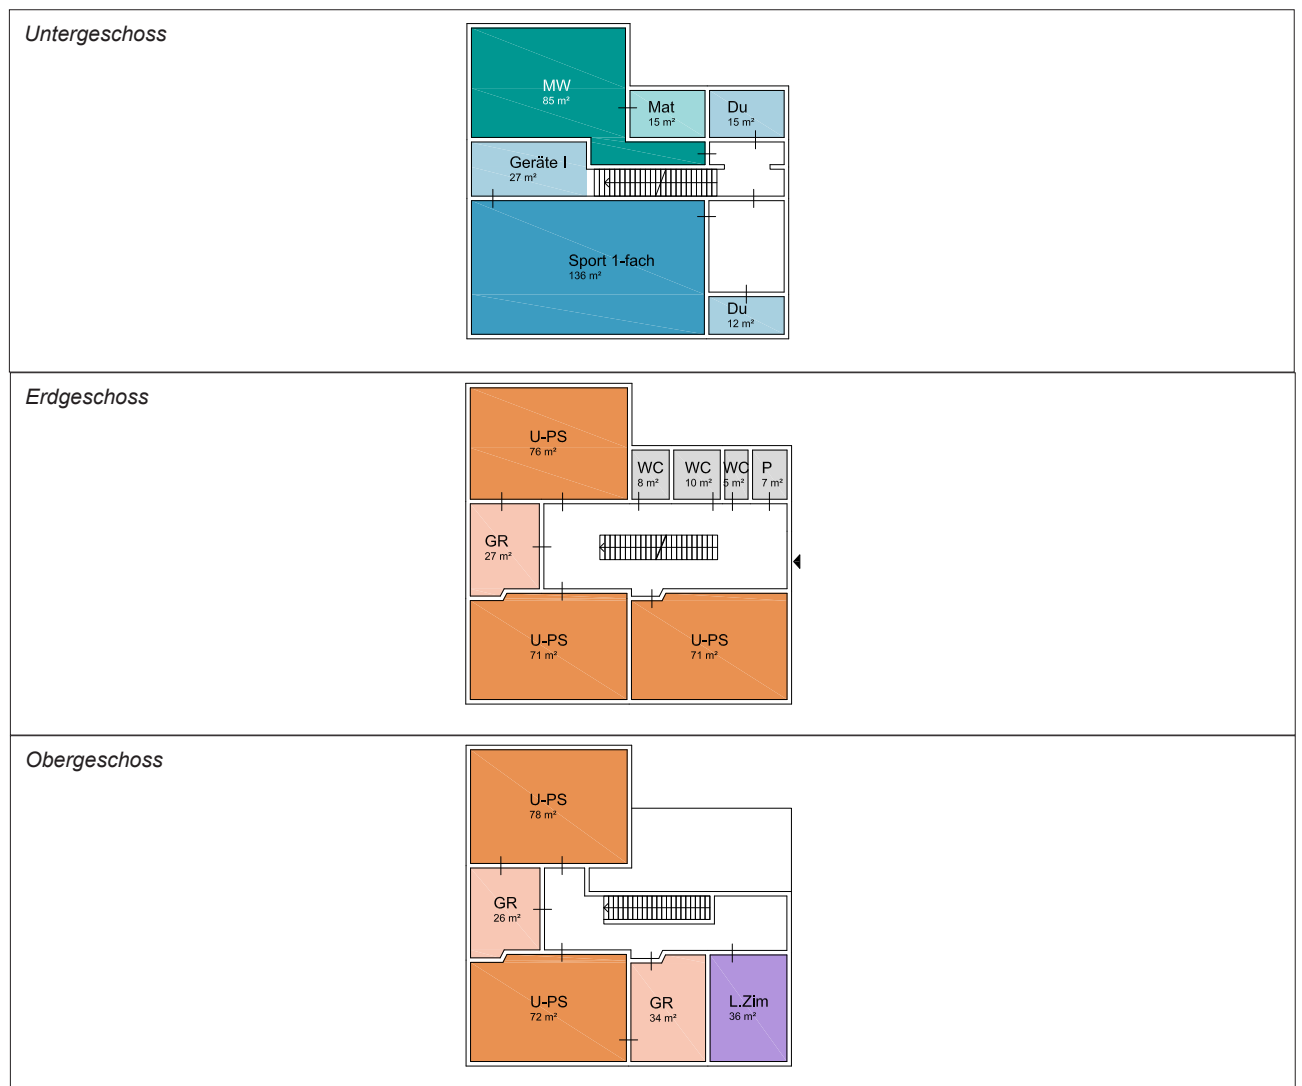 Untergeschoss
MW
85 m²
Mat
15 m²
Du
15 m²
Geräte I
27 m²
Sport 1-fach
136 m²
Du
12 m²
Erdgeschoss
U-PS
76 m²
WC
8 m²
WC
10 m²
WC
5 m²
P
7 m²
GR
27 m²
U-PS
71 m²
U-PS
71 m²
Obergeschoss
U-PS
78 m²
GR
26 m²
U-PS
72 m²
GR
34 m²
L.Zim
36 m²